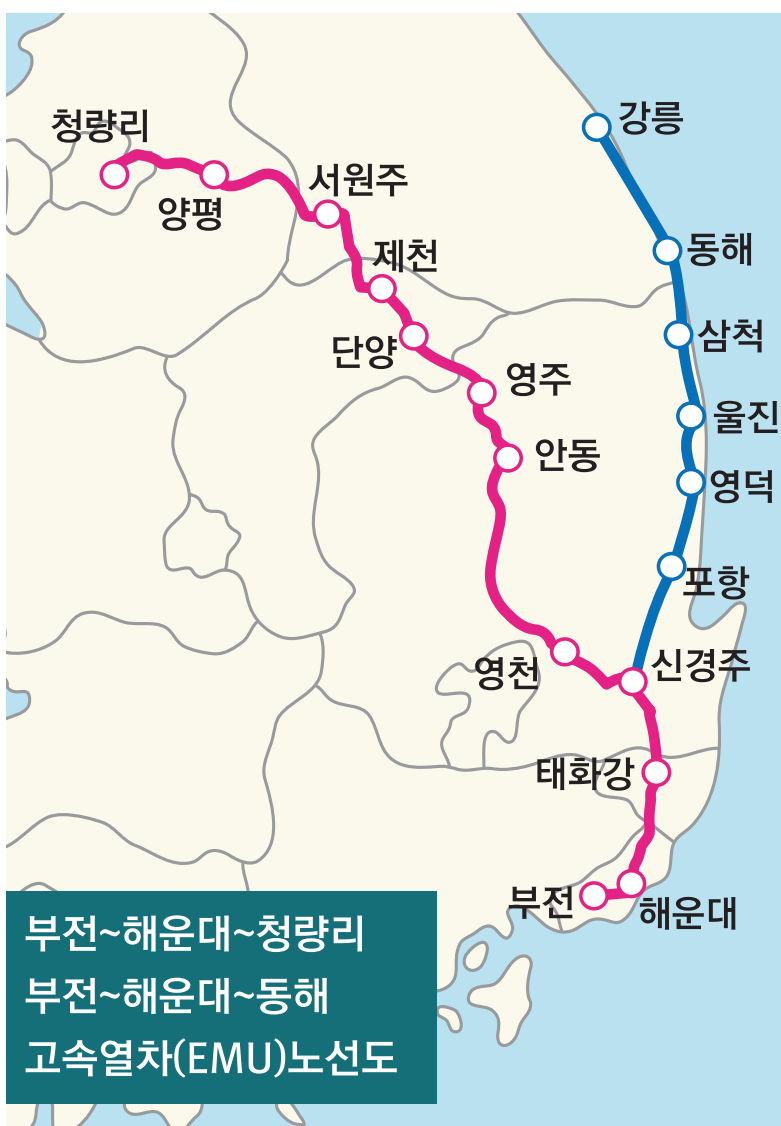 청량리
강릉
서원주
양평
동해
제천
삼척
단양
영주
울진
안동
영덕
포항
신경주
영천
태화강
부전
해운대
부전~해운대~청량리
부전~해운대~동해
고속열차(EMU)노선도